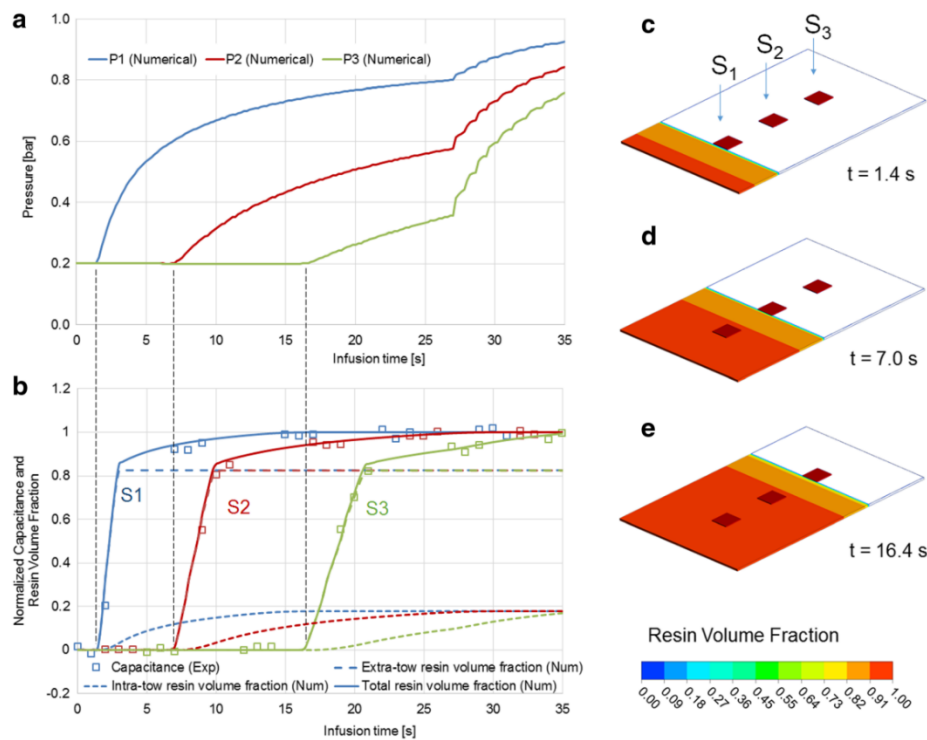 a
1.0
P1 (Numerical) P2 (Numerical) P3 (Numerical)
0.8
0.6
0.4
0.2
0.0
Pressure [bar]
0 5 10 15 20 25 30 35
Infusion time [s]
b
1.2
1
0.8
0.6
0.4
0.2
0
-0.2
Normalized Capacitance and
Resin Volume Fraction
S1
S2
S3
Capacitance (Exp) Extra-tow resin volume fraction (Num)
Intra-tow resin volume fraction (Num) Total resin volume fraction (Num)
0 5 10 15 20 25 30 35
Infusion time [s]
c
S1
S2
S3
t = 1.4 s
d
t = 7.0 s
e
t = 16.4 s
Resin Volume Fraction
0.00 0.09 0.18 0.27 0.36 0.45 0.55 0.64 0.73 0.82 0.91 1.00